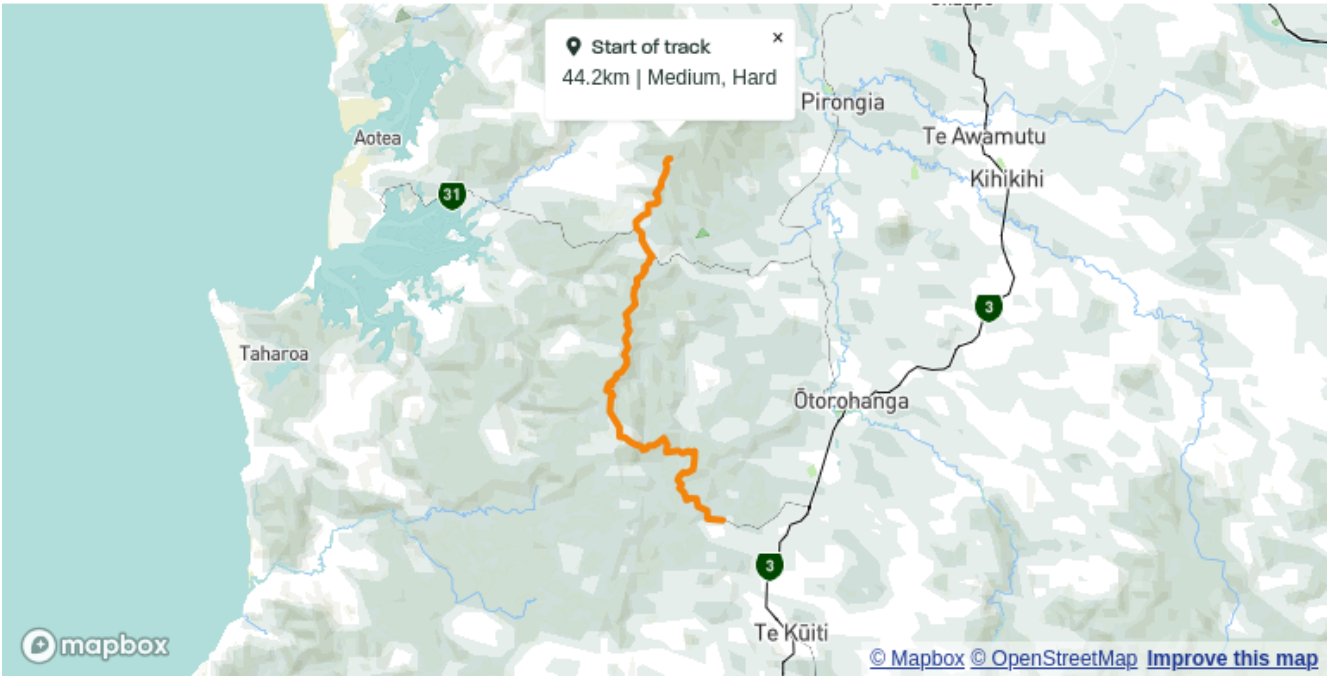 Start of track
×
44.2km | Medium, Hard
Pirongia
Te Awamutu
Aotea
Kihikihi
31
3
Taharoa
Ōtorohanga
3
Te Kūiti
mapbox
© Mapbox © OpenStreetMap Improve this map